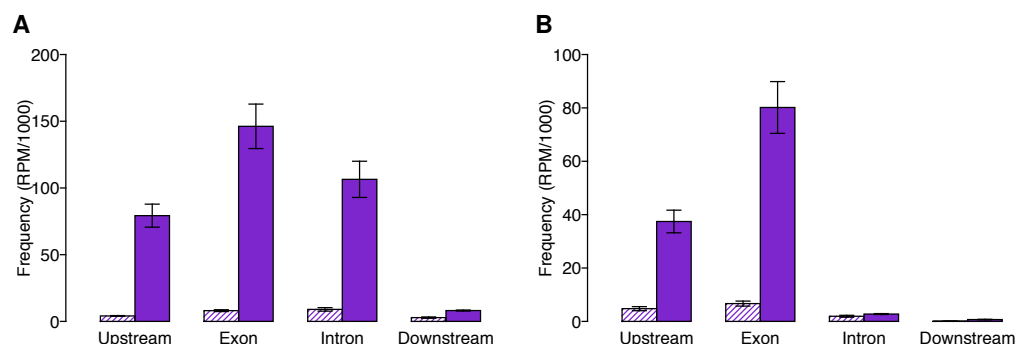 A
Frequency (RPM/1000)
200
150
100
50
0
Upstream Exon Intron Downstream
B
Frequency (RPM/1000)
100
80
60
40
20
0
Upstream Exon Intron Downstream